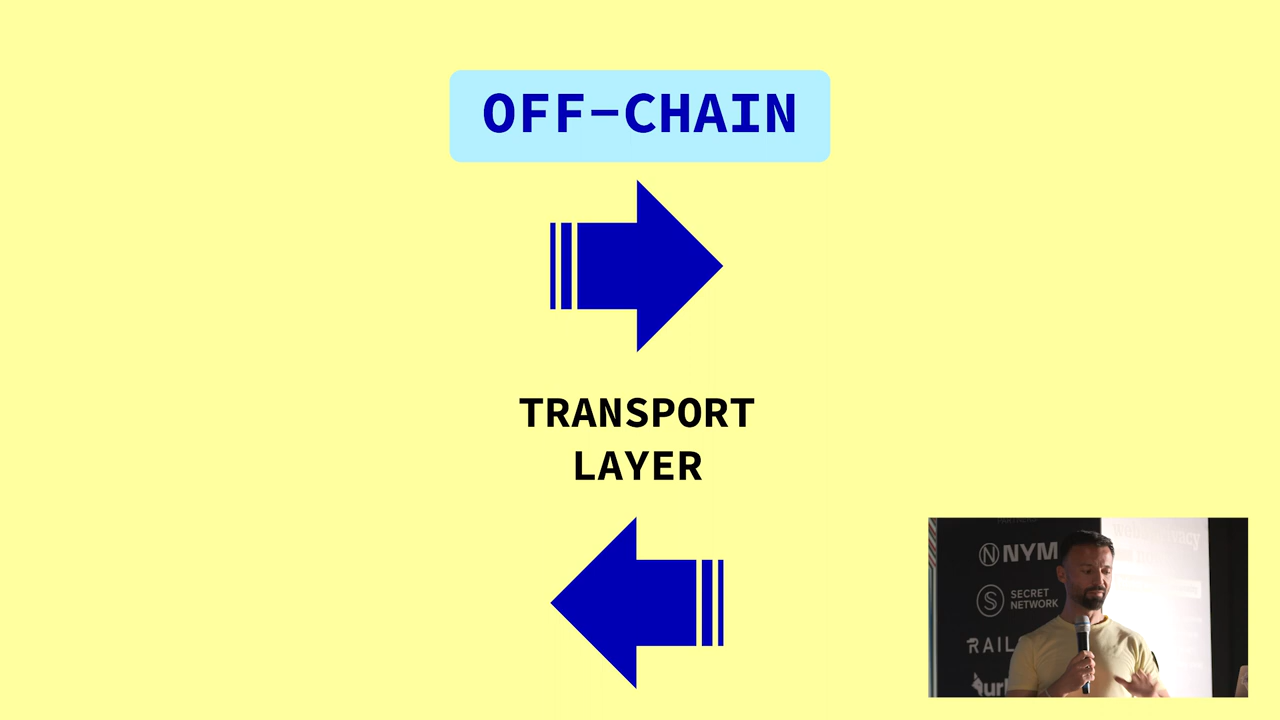 OFF-CHAIN
TRANSPORT
LAYER
NYM
SECRET
NETWORK